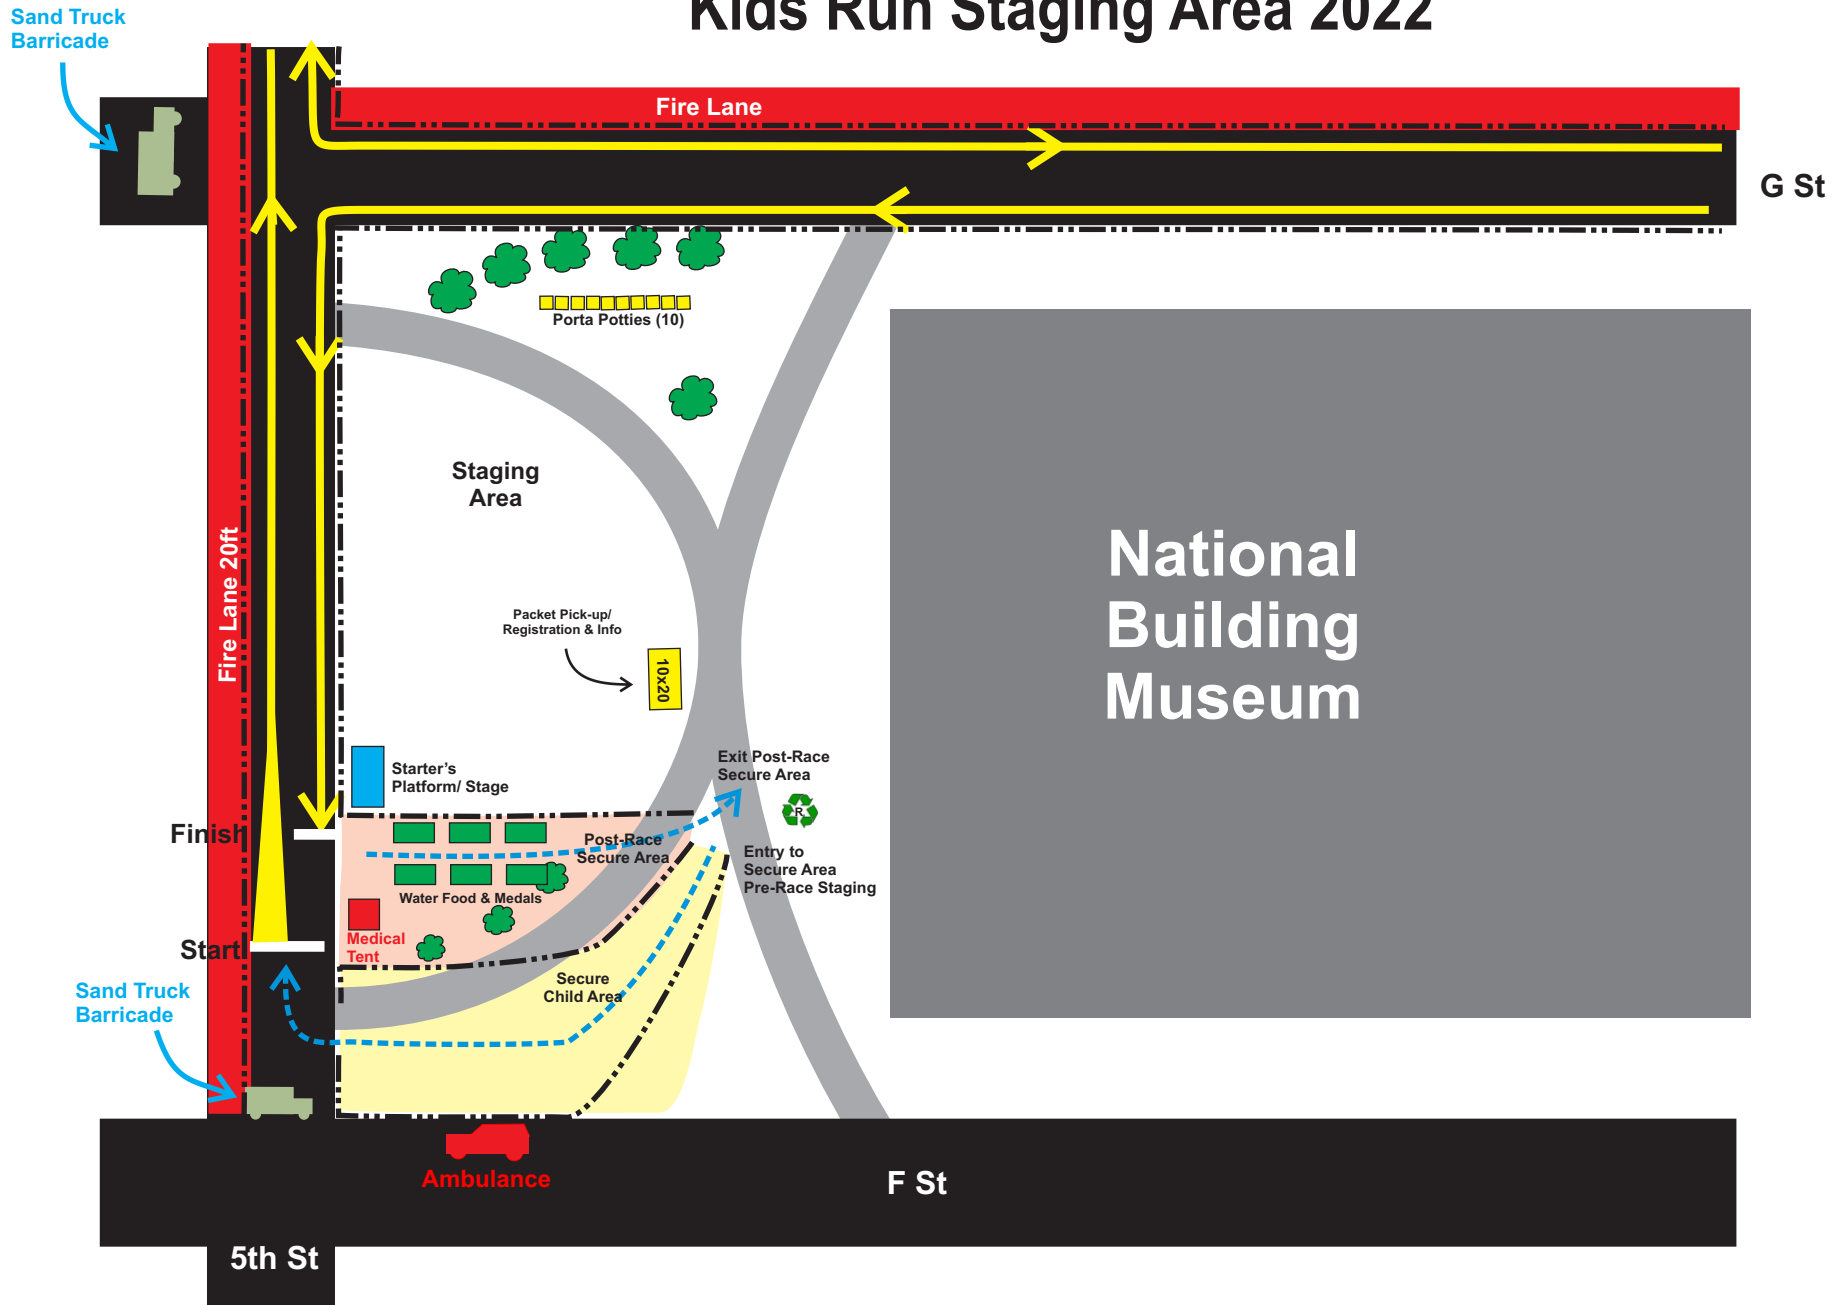 Kids Run Staging Area 2022
Sand Truck
Barricade
Fire Lane
G St
Porta Potties (10)
Staging
Area
Fire Lane 20ft
National
Building
Museum
Packet Pick-up/
Registration & Info
10x20
Starter's
Platform/ Stage
Exit Post-Race
Secure Area
R
Finish
Post-Race
Secure Area
Entry to
Secure Area
Pre-Race Staging
Water Food & Medals
Medical
Tent
Start
Secure
Child Area
Sand Truck
Barricade
Ambulance
F St
5th St